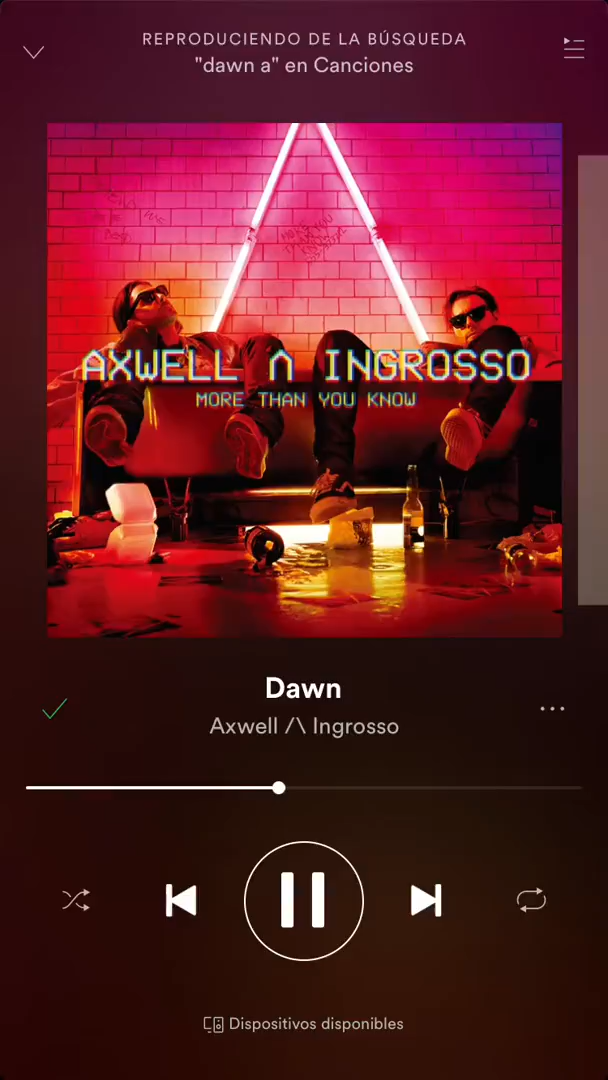 REPRODUCIENDO DE LA BÚSQUEDA
"dawn a" en Canciones
AXWELL Λ INGROSSO
MORE THAN YOU KNOW
Dawn
Axwell /\ Ingrosso
Dispositivos disponibles